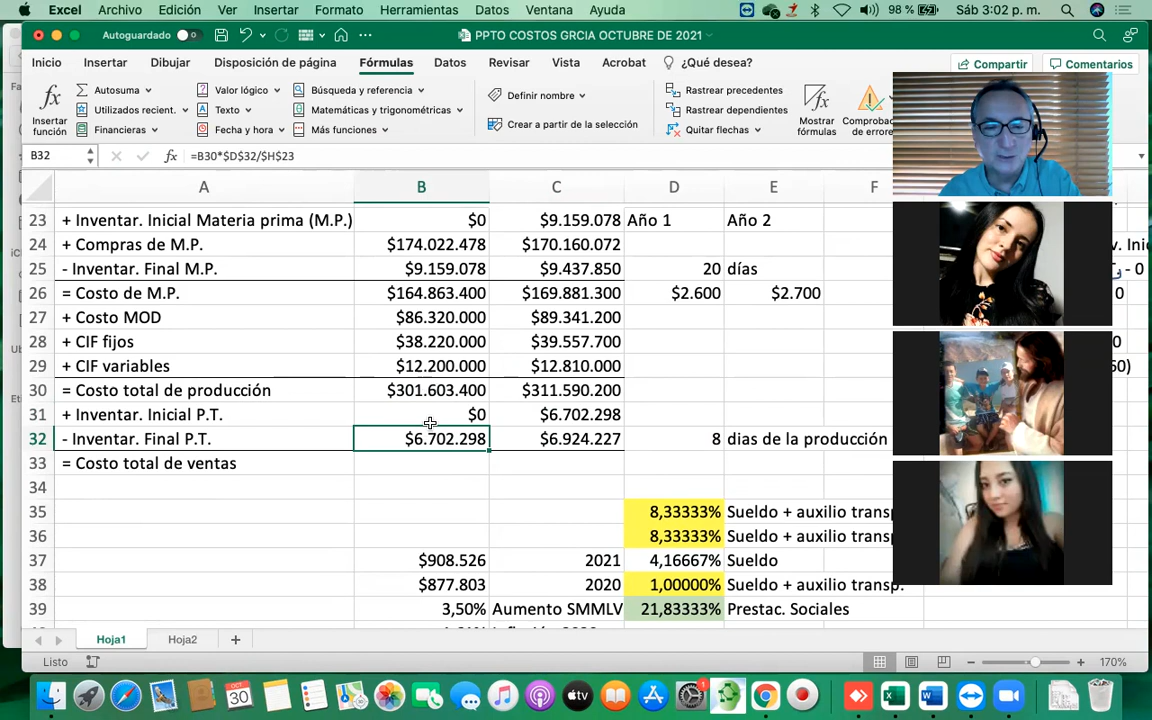 Excel Archivo Edición Ver Insertar Formato Herramientas Datos Ventana Ayuda 98 % Sáb 3:02 p. m.
Autoguardado PPTO COSTOS GRCIA OCTUBRE DE 2021
Inicio Insertar Dibujar Disposición de página Fórmulas Datos Revisar Vista Acrobat ¿Qué desea? Compartir Comentarios
Insertar función
Autosuma
Utilizados recient.
Financieras
Valor lógico
Texto
Fecha y hora
Búsqueda y referencia
Matemáticas y trigonométricas
Más funciones
Definir nombre
Crear a partir de la selección
Rastrear precedentes
Rastrear dependientes
Quitar flechas
Mostrar fórmulas
Comprobac de errore
B32 fx =B30*$D$32/$H$23
A B C D E F
23 + Inventar. Inicial Materia prima (M.P.) $0 $9.159.078 Año 1 Año 2
24 + Compras de M.P. $174.022.478 $170.160.072
25 - Inventar. Final M.P. $9.159.078 $9.437.850 20 días
26 = Costo de M.P. $164.863.400 $169.881.300 $2.600 $2.700
27 + Costo MOD $86.320.000 $89.341.200
28 + CIF fijos $38.220.000 $39.557.700
29 + CIF variables $12.200.000 $12.810.000
30 = Costo total de producción $301.603.400 $311.590.200
31 + Inventar. Inicial P.T. $0 $6.702.298
32 - Inventar. Final P.T. $6.702.298 $6.924.227 8 dias de la producción
33 = Costo total de ventas
34
35 8,33333% Sueldo + auxilio transp.
36 8,33333% Sueldo + auxilio transp.
37 $908.526 2021 4,16667% Sueldo
38 $877.803 2020 1,00000% Sueldo + auxilio transp.
39 3,50% Aumento SMMLV 21,83333% Prestac. Sociales
Hoja1 Hoja2
Listo 170%
OCT
30